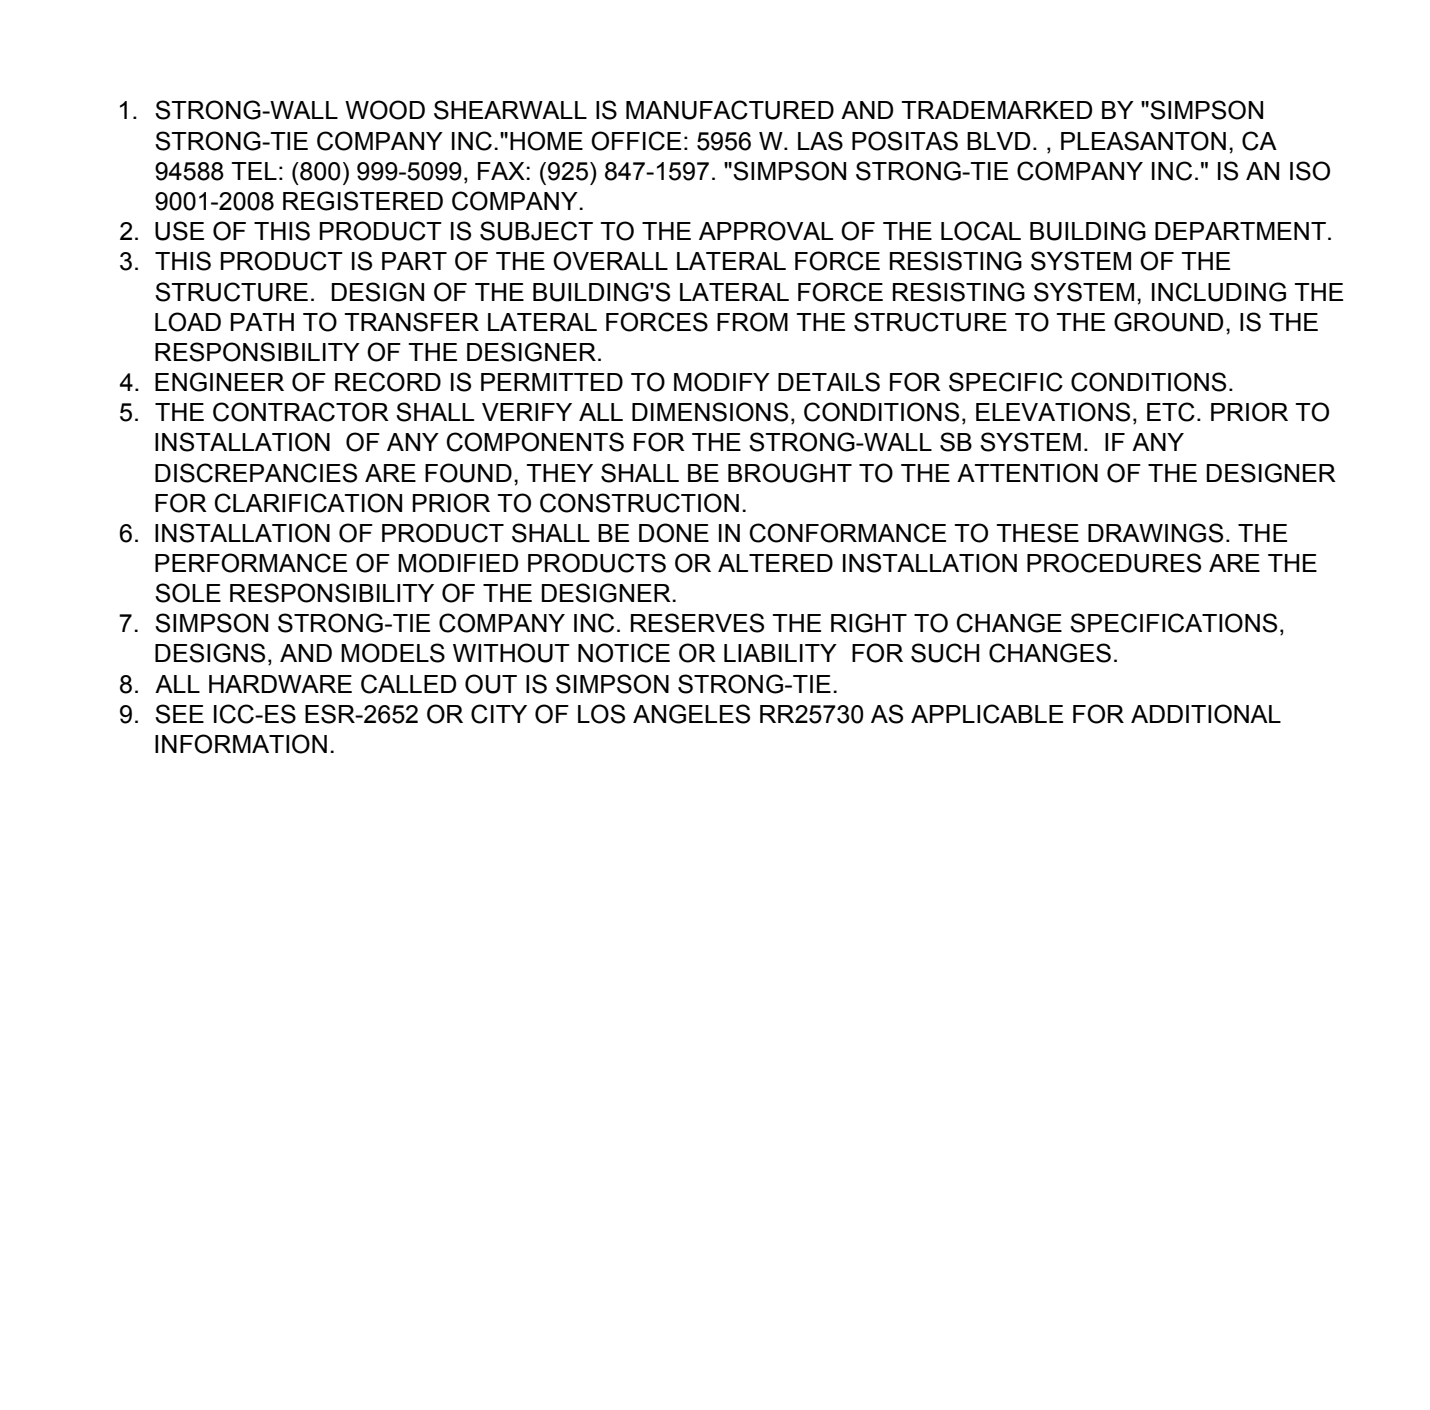 1. STRONG-WALL WOOD SHEARWALL IS MANUFACTURED AND TRADEMARKED BY "SIMPSON
STRONG-TIE COMPANY INC."HOME OFFICE: 5956 W. LAS POSITAS BLVD. , PLEASANTON, CA
94588 TEL: (800) 999-5099, FAX: (925) 847-1597. "SIMPSON STRONG-TIE COMPANY INC." IS AN ISO
9001-2008 REGISTERED COMPANY.
2. USE OF THIS PRODUCT IS SUBJECT TO THE APPROVAL OF THE LOCAL BUILDING DEPARTMENT.
3. THIS PRODUCT IS PART OF THE OVERALL LATERAL FORCE RESISTING SYSTEM OF THE
STRUCTURE.  DESIGN OF THE BUILDING'S LATERAL FORCE RESISTING SYSTEM, INCLUDING THE
LOAD PATH TO TRANSFER LATERAL FORCES FROM THE STRUCTURE TO THE GROUND, IS THE
RESPONSIBILITY OF THE DESIGNER.
4. ENGINEER OF RECORD IS PERMITTED TO MODIFY DETAILS FOR SPECIFIC CONDITIONS.
5. THE CONTRACTOR SHALL VERIFY ALL DIMENSIONS, CONDITIONS, ELEVATIONS, ETC. PRIOR TO
INSTALLATION  OF ANY COMPONENTS FOR THE STRONG-WALL SB SYSTEM.  IF ANY
DISCREPANCIES ARE FOUND, THEY SHALL BE BROUGHT TO THE ATTENTION OF THE DESIGNER
FOR CLARIFICATION PRIOR TO CONSTRUCTION.
6. INSTALLATION OF PRODUCT SHALL BE DONE IN CONFORMANCE TO THESE DRAWINGS. THE
PERFORMANCE OF MODIFIED PRODUCTS OR ALTERED INSTALLATION PROCEDURES ARE THE
SOLE RESPONSIBILITY OF THE DESIGNER.
7. SIMPSON STRONG-TIE COMPANY INC. RESERVES THE RIGHT TO CHANGE SPECIFICATIONS,
DESIGNS, AND MODELS WITHOUT NOTICE OR LIABILITY  FOR SUCH CHANGES.
8. ALL HARDWARE CALLED OUT IS SIMPSON STRONG-TIE.
9. SEE ICC-ES ESR-2652 OR CITY OF LOS ANGELES RR25730 AS APPLICABLE FOR ADDITIONAL
INFORMATION.